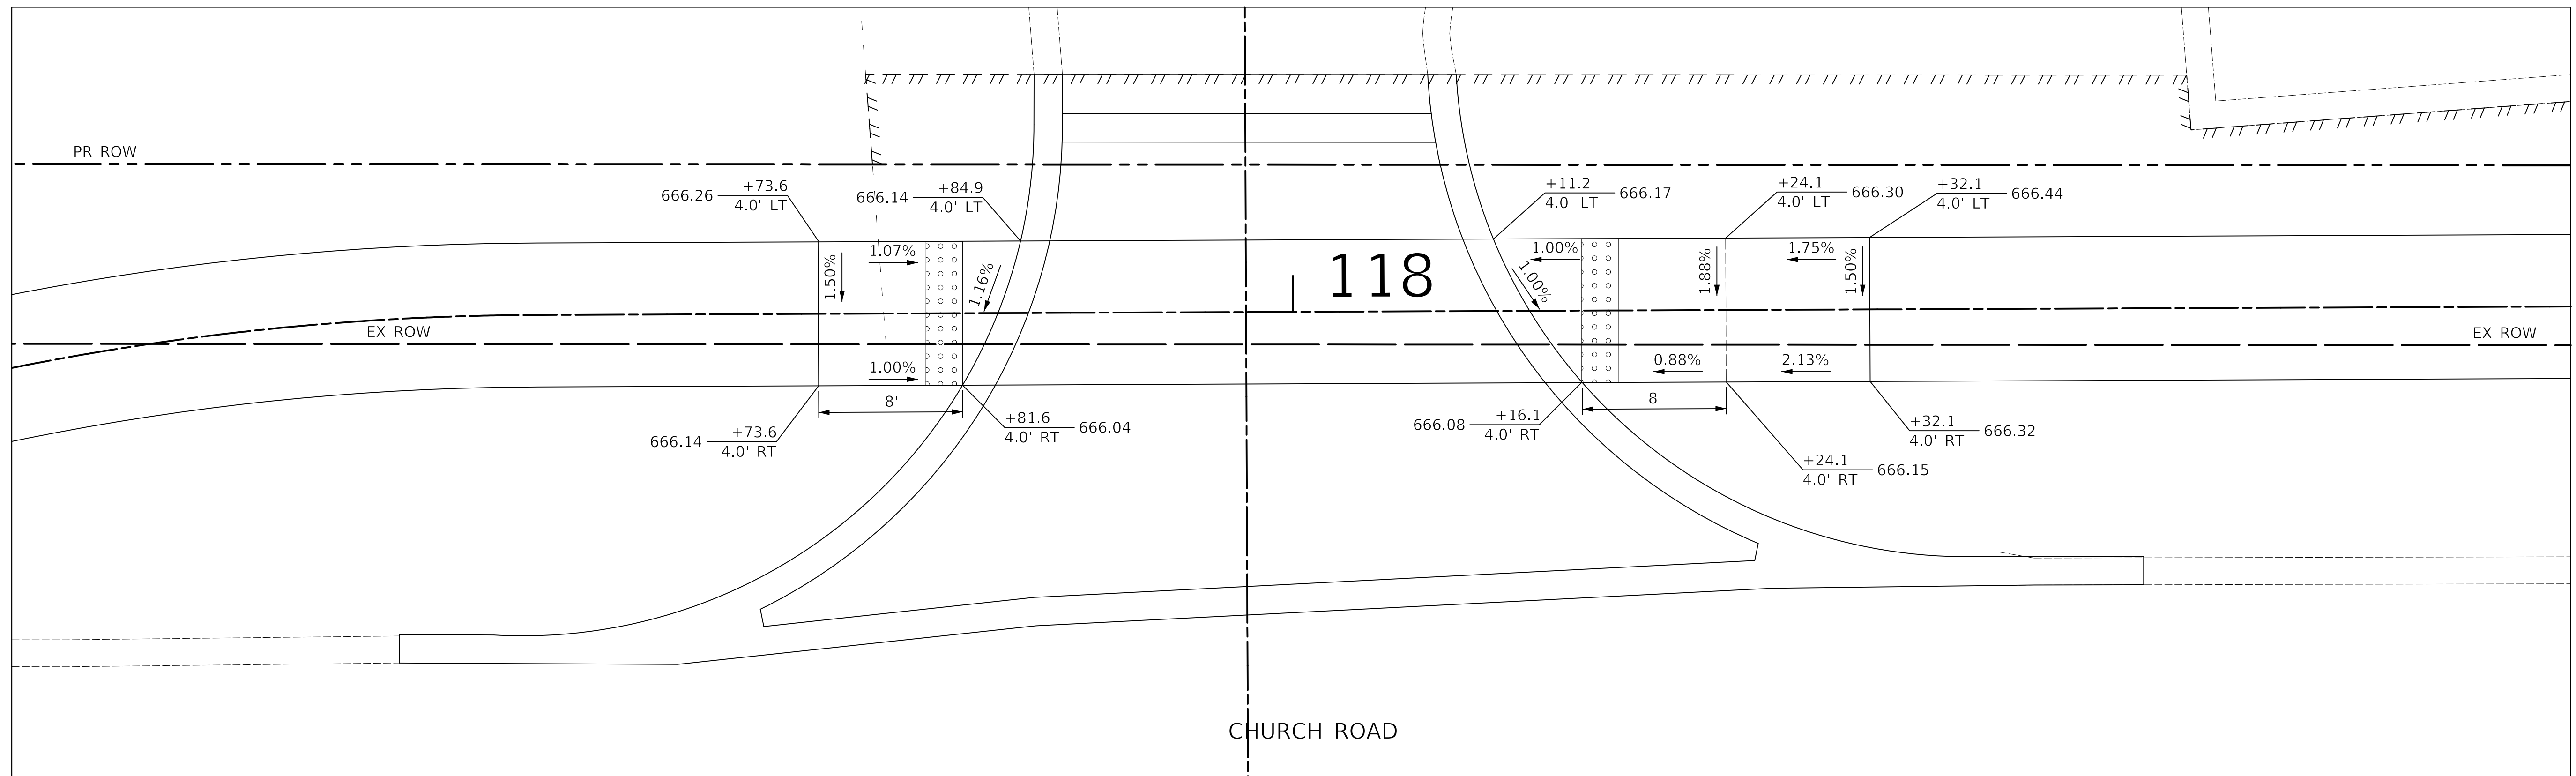 PR ROW
666.26
+73.6
4.0' LT
666.14
+84.9
4.0' LT
+11.2
4.0' LT
666.17
+24.1
4.0' LT
666.30
+32.1
4.0' LT
666.44
1.50%
1.07%
1.16%
118
1.00%
1.00%
1.88%
1.75%
1.50%
EX ROW
EX ROW
1.00%
0.88%
2.13%
8'
8'
666.14
+73.6
4.0' RT
+81.6
4.0' RT
666.04
666.08
+16.1
4.0' RT
+24.1
4.0' RT
666.15
+32.1
4.0' RT
666.32
CHURCH ROAD